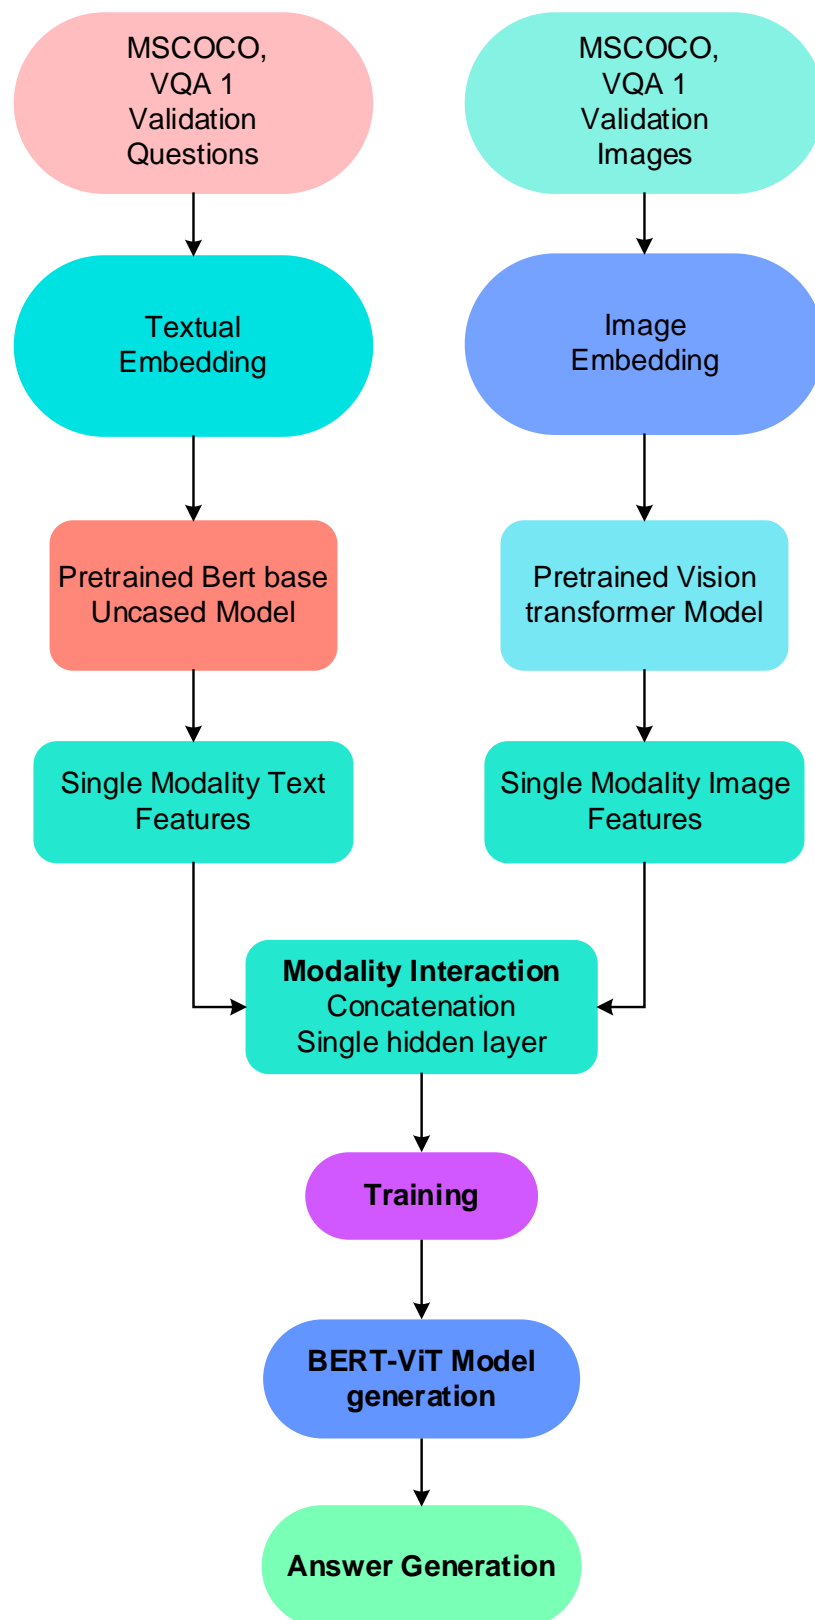 MSCOCO,
VQA 1
Validation
Questions
MSCOCO,
VQA 1
Validation
Images
Textual
Embedding
Image
Embedding
Pretrained Bert base
Uncased Model
Pretrained Vision
transformer Model
Single Modality Text
Features
Single Modality Image
Features
Modality Interaction
Concatenation
Single hidden layer
Training
BERT-ViT Model
generation
Answer Generation